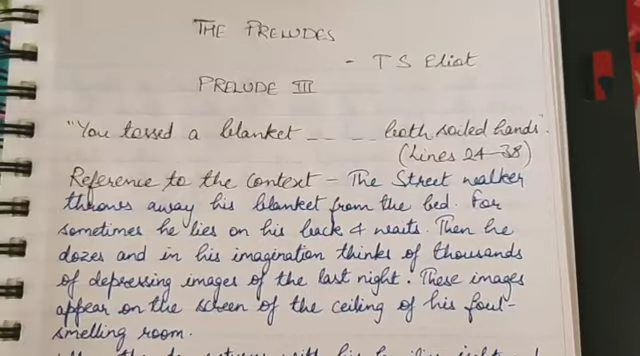 THE PRELUDES
- T S Eliot
PRELUDE III
"You tossed a blanket _ _ _ _ both soiled hands".
(Lines 24-38)
Reference to the context - The Street walker
throws away his blanket from the bed. For
sometimes he lies on his back & waits. Then he
dozes and in his imagination thinks of thousands
of depressing images of the last night. These images
appear on the screen of the ceiling of his foul-
smelling room.